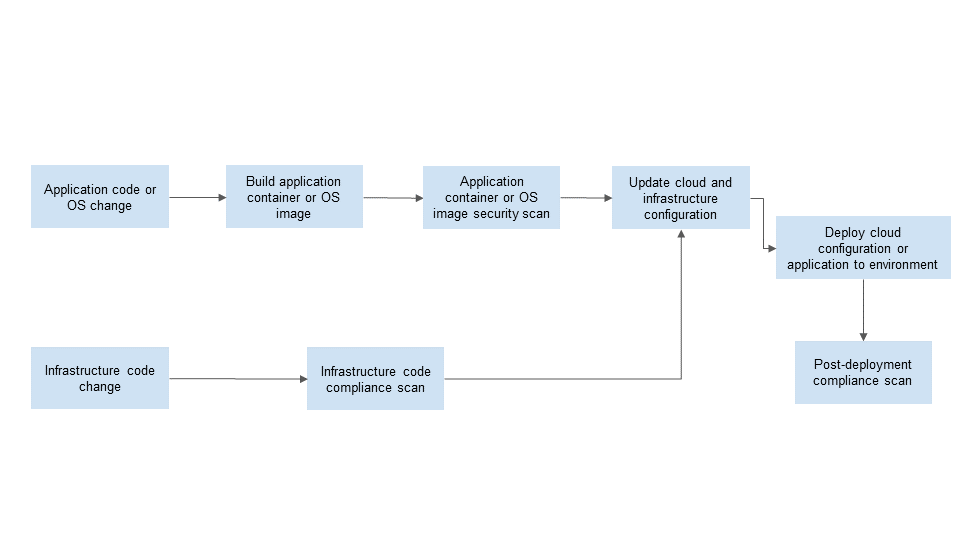 Application code or
OS change
Build application
container or OS
image
Application
container or OS
image security scan
Update cloud and
infrastructure
configuration
Deploy cloud
configuration or
application to environment
Infrastructure code
change
Infrastructure code
compliance scan
Post-deployment
compliance scan